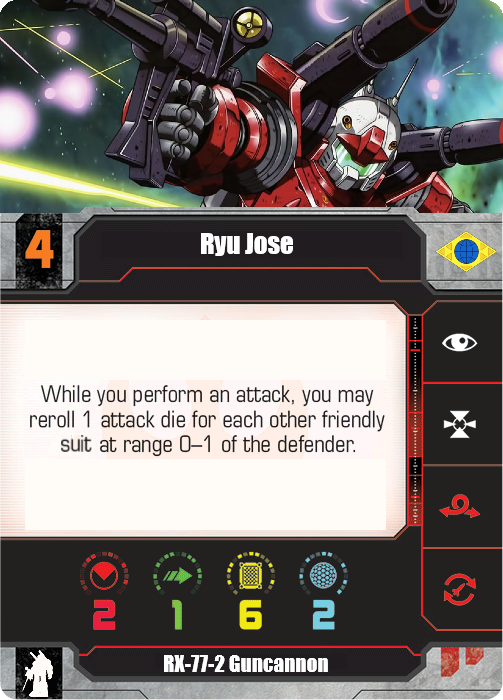 4
Ryu Jose
While you perform an attack, you may
reroll 1 attack die for each other friendly
suit at range 0–1 of the defender.
2 1 6 2
RX-77-2 Guncannon